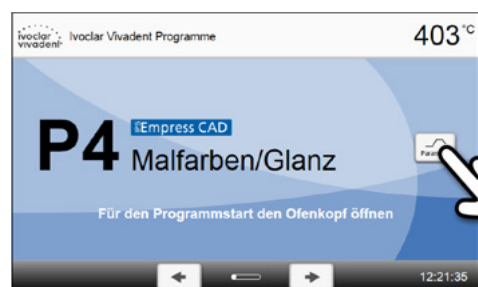 ivoclar
vivadent
Ivoclar Vivadent Programme
403°C
IPS Empress CAD
P4 Malfarben/Glanz
Für den Programmstart den Ofenkopf öffnen
12:21:35